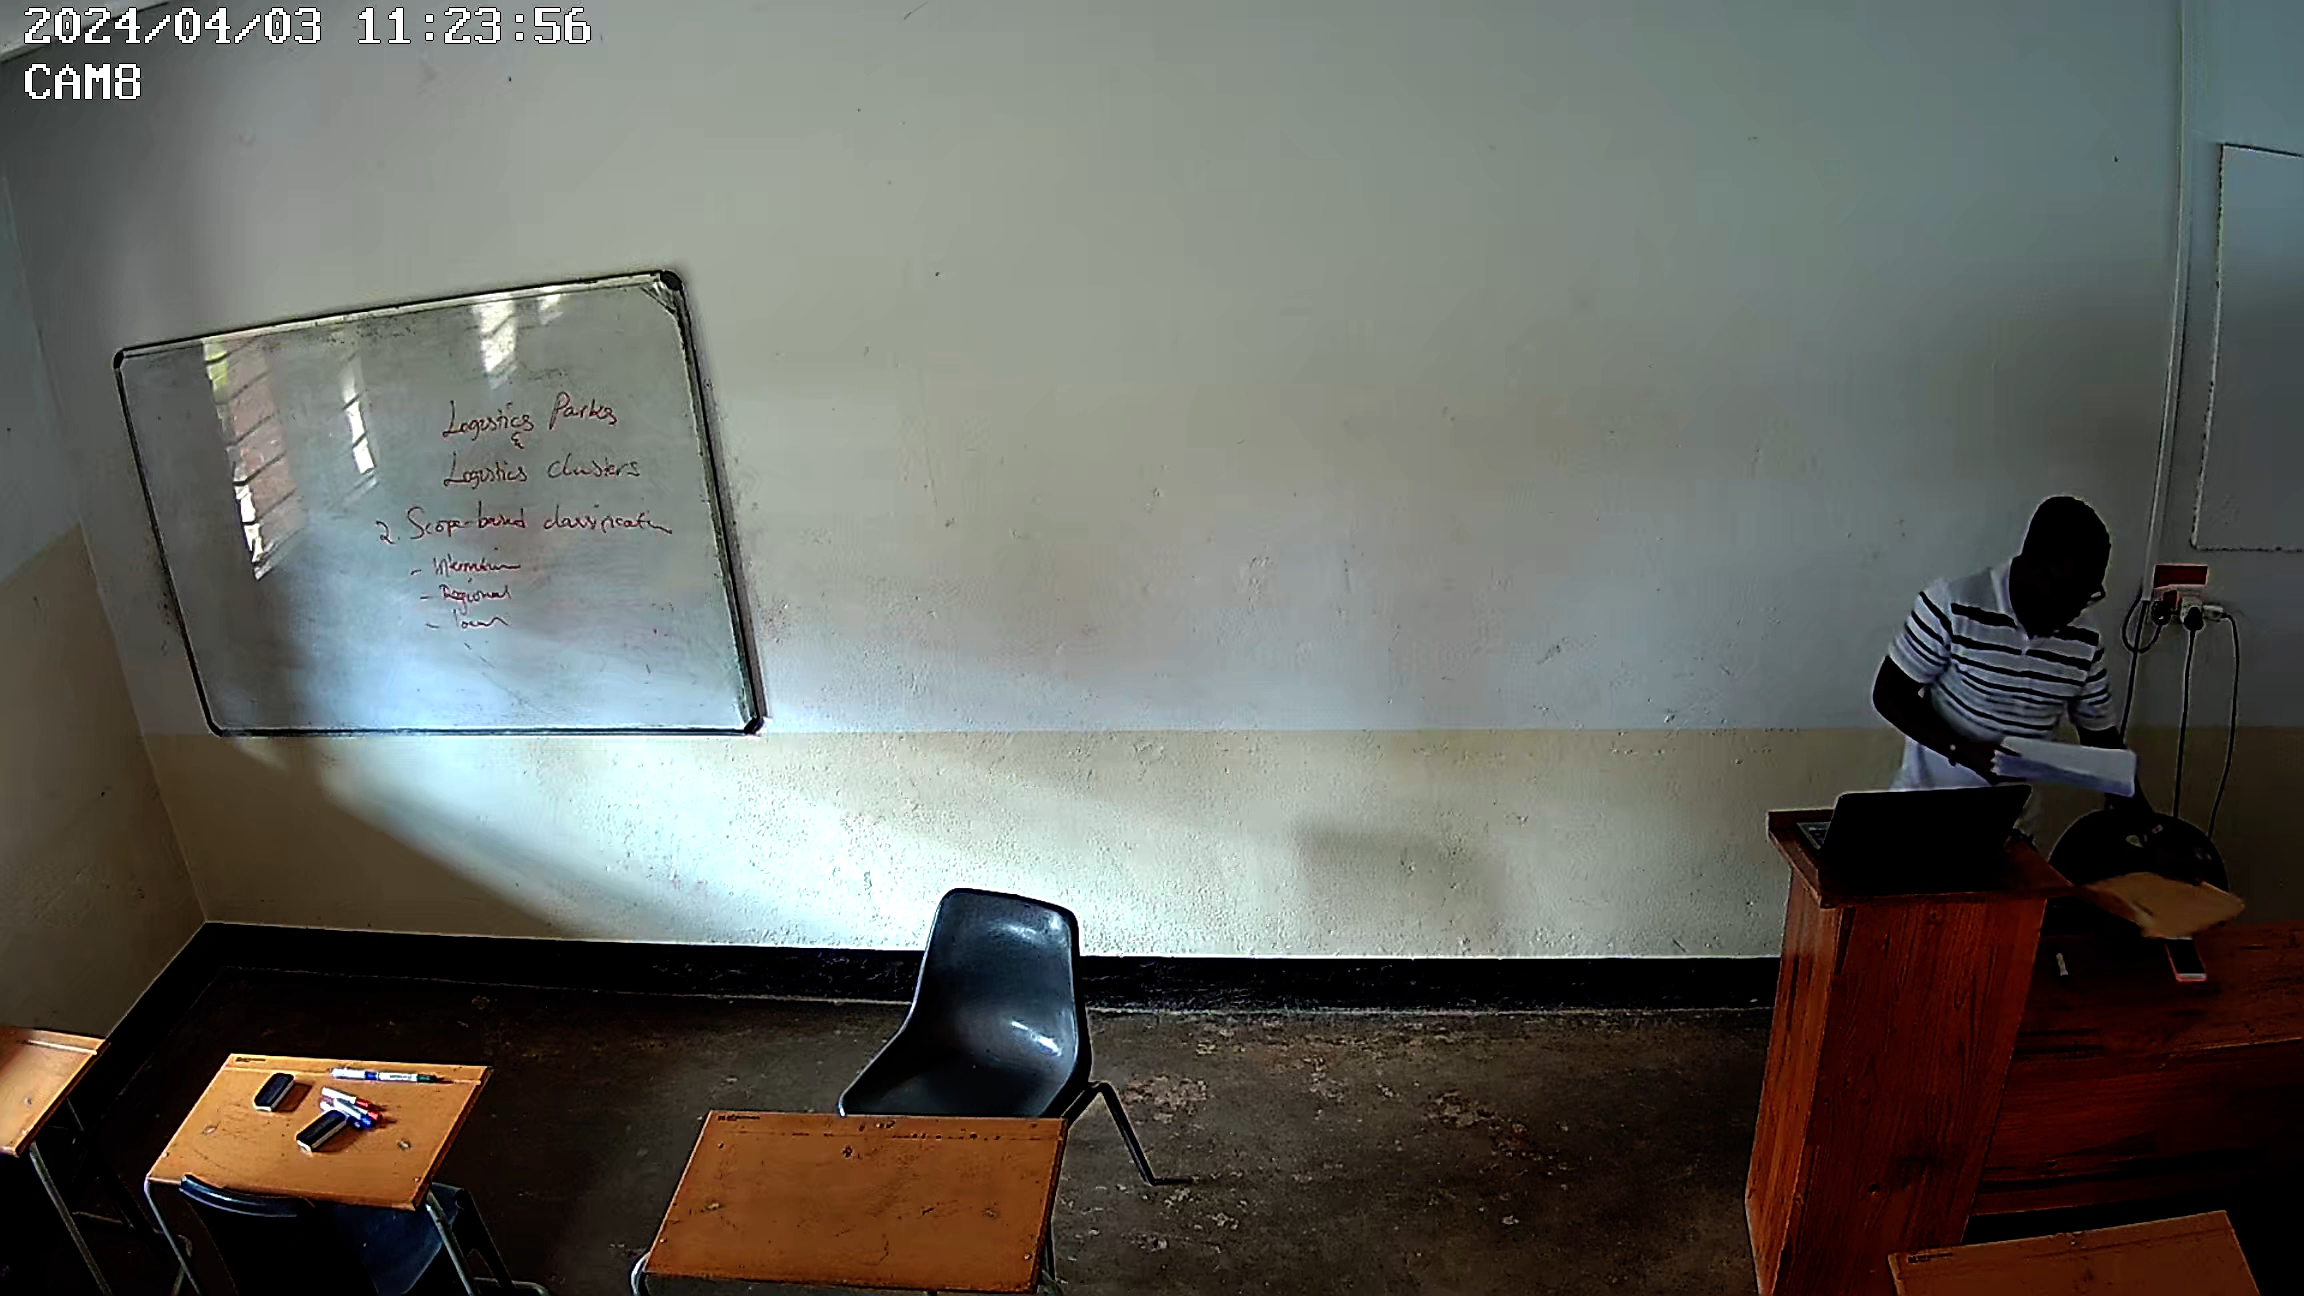 2024/04/03 11:23:56
CAM8
Logistics Parks
&
Logistics clusters
2. Scope-based classification
- Regional